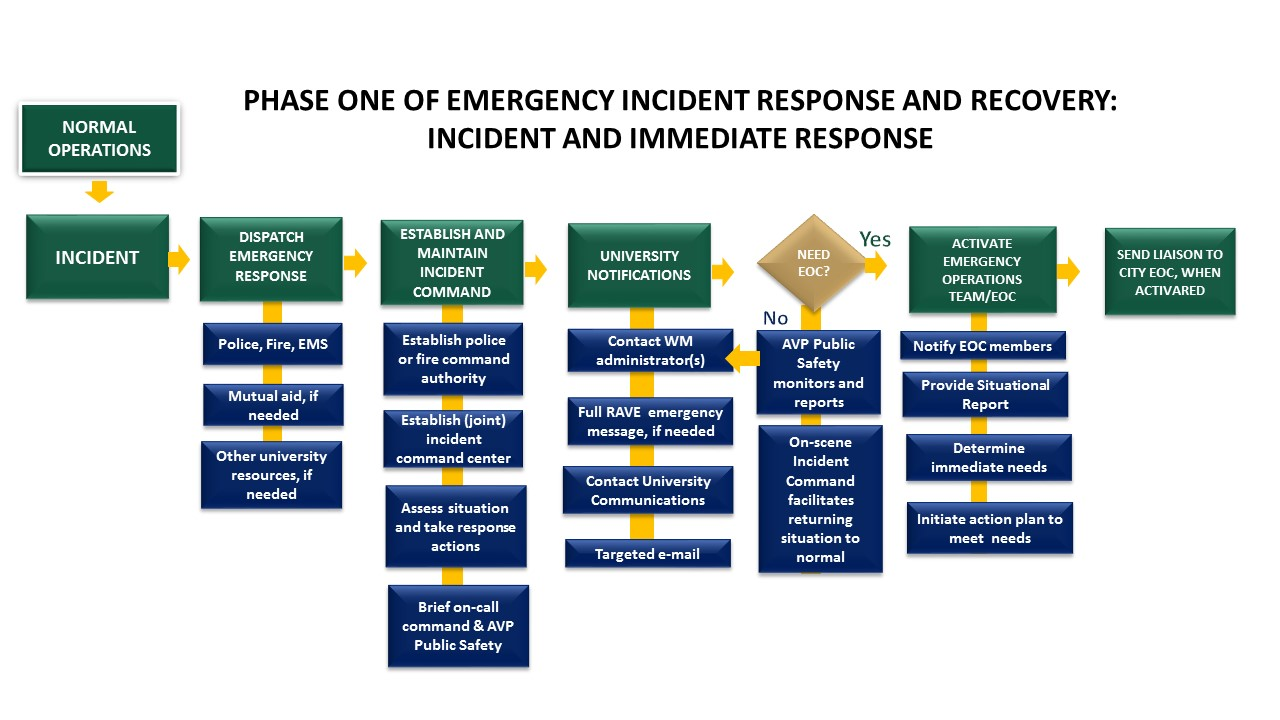 PHASE ONE OF EMERGENCY INCIDENT RESPONSE AND RECOVERY:
INCIDENT AND IMMEDIATE RESPONSE
NORMAL
OPERATIONS
INCIDENT
DISPATCH
EMERGENCY
RESPONSE
Police, Fire, EMS
Mutual aid, if
needed
Other university
resources, if
needed
ESTABLISH AND
MAINTAIN
INCIDENT
COMMAND
Establish police
or fire command
authority
Establish (joint)
incident
command center
Assess situation
and take response
actions
Brief on-call
command & AVP
Public Safety
UNIVERSITY
NOTIFICATIONS
Contact WM
administrator(s)
Full RAVE emergency
message, if needed
Contact University
Communications
Targeted e-mail
NEED
EOC?
Yes
No
AVP Public
Safety
monitors and
reports
On-scene
Incident
Command
facilitates
returning
situation to
normal
ACTIVATE
EMERGENCY
OPERATIONS
TEAM/EOC
Notify EOC members
Provide Situational
Report
Determine
immediate needs
Initiate action plan to
meet needs
SEND LIAISON TO
CITY EOC, WHEN
ACTIVARED